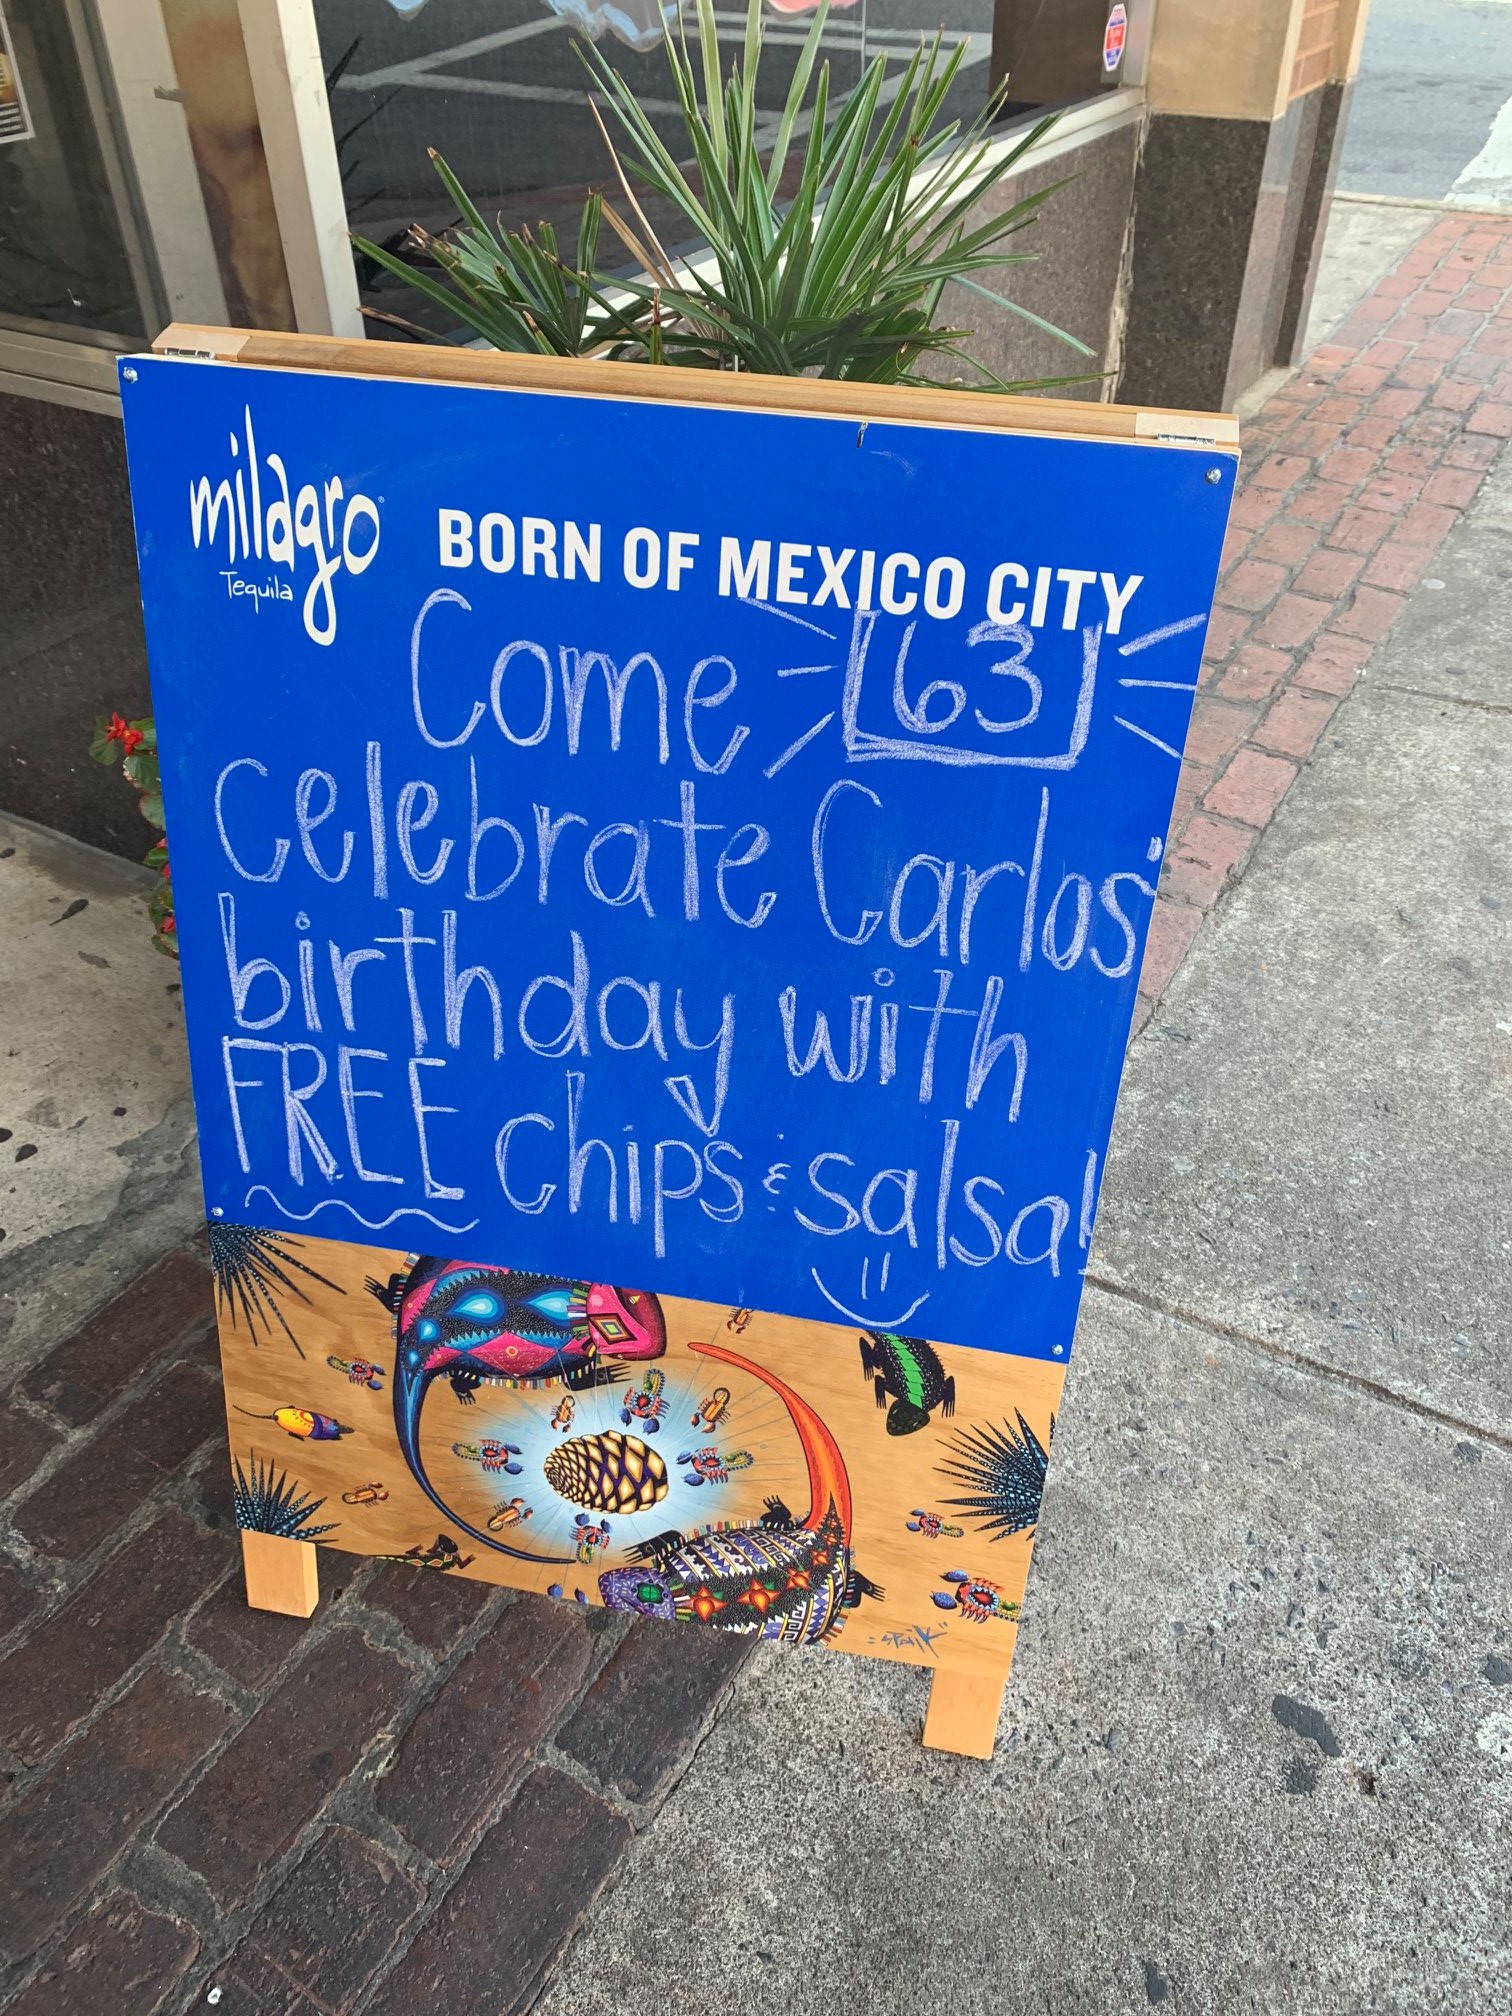 milagro®
Tequila
BORN OF MEXICO CITY
Come 63
celebrate Carlos'
birthday with
FREE chips & salsa!